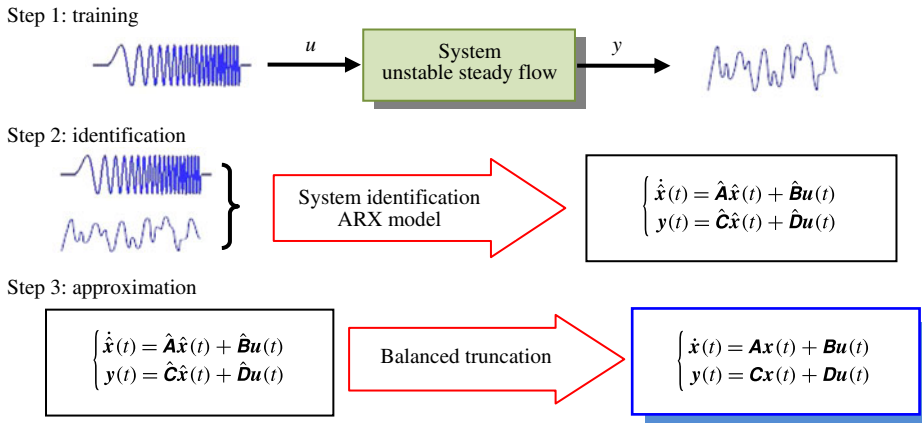 Step 1: training
u
System
unstable steady flow
y
Step 2: identification
System identification
ARX model
ẋ̂(t) = Âx̂(t) + B̂u(t)
y(t) = Ĉx̂(t) + D̂u(t)
Step 3: approximation
ẋ̂(t) = Âx̂(t) + B̂u(t)
y(t) = Ĉx̂(t) + D̂u(t)
Balanced truncation
ẋ(t) = Ax(t) + Bu(t)
y(t) = Cx(t) + Du(t)